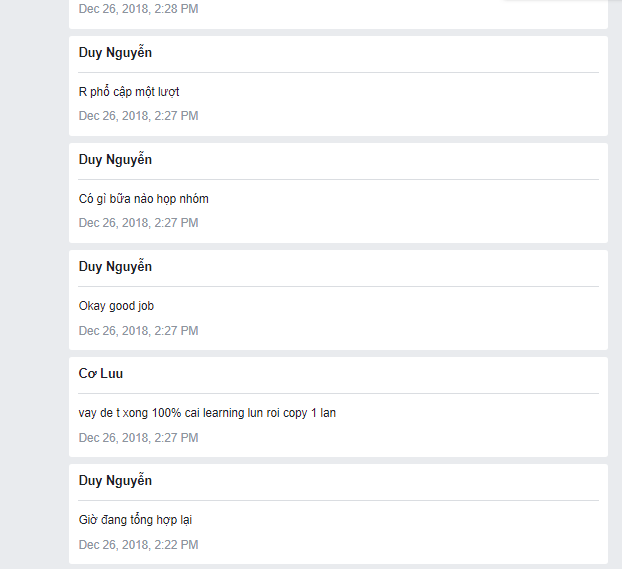 Dec 26, 2018, 2:28 PM
Duy Nguyễn
R phổ cập một lượt
Dec 26, 2018, 2:27 PM
Duy Nguyễn
Có gì bữa nào họp nhóm
Dec 26, 2018, 2:27 PM
Duy Nguyễn
Okay good job
Dec 26, 2018, 2:27 PM
Cơ Luu
vay de t xong 100% cai learning lun roi copy 1 lan
Dec 26, 2018, 2:27 PM
Duy Nguyễn
Giờ đang tổng hợp lại
Dec 26, 2018, 2:22 PM